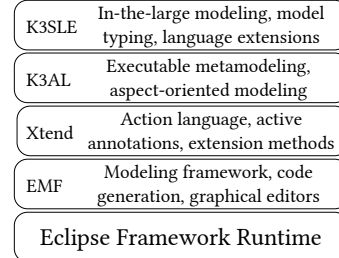 K3SLE
In-the-large modeling, model
typing, language extensions
K3AL
Executable metamodeling,
aspect-oriented modeling
Xtend
Action language, active
annotations, extension methods
EMF
Modeling framework, code
generation, graphical editors
Eclipse Framework Runtime